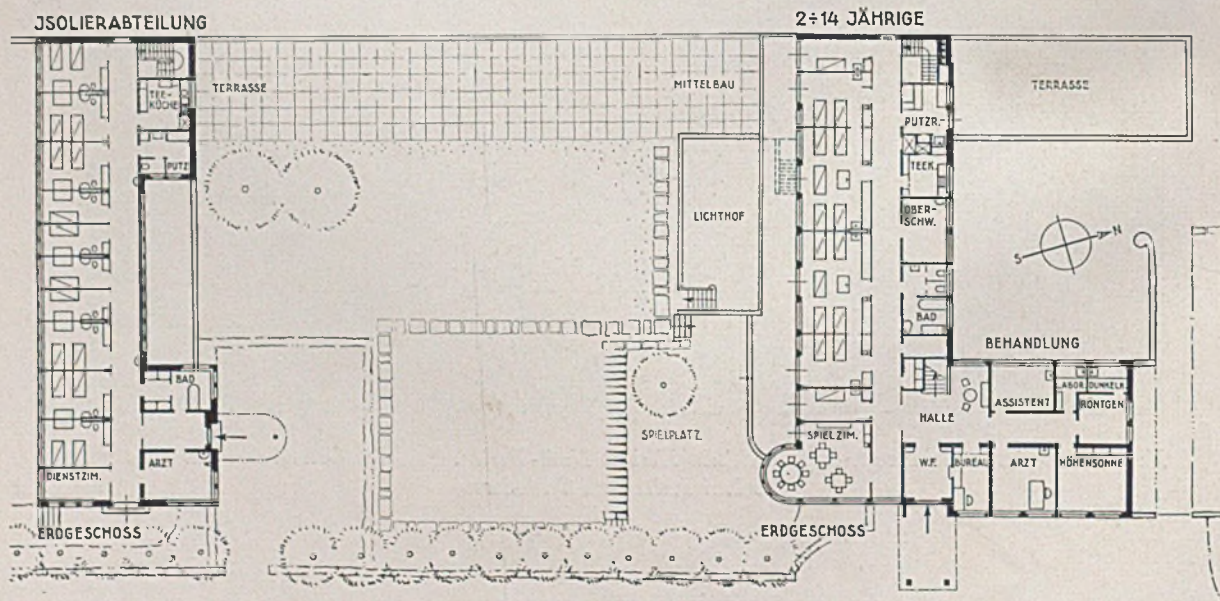 JSOLIERABTEILUNG
2÷14 JÄHRIGE
TERRASSE
MITTELBAU
TERRASSE
TEE-
KÜCHE
PUTZ
PUTZR.-
TEEK.
LICHTHOF
OBER-
SCHW.
S
N
BAD
BEHANDLUNG
BAD
LABOR.
DUNKELK.
ASSISTENT
RÖNTGEN
HALLE
SPIELPLATZ
SPIELZIM.
ARZT
DIENSTZIM.
W.F.
BUREAU
ARZT
HÖHENSONNE
ERDGESCHOSS
ERDGESCHOSS